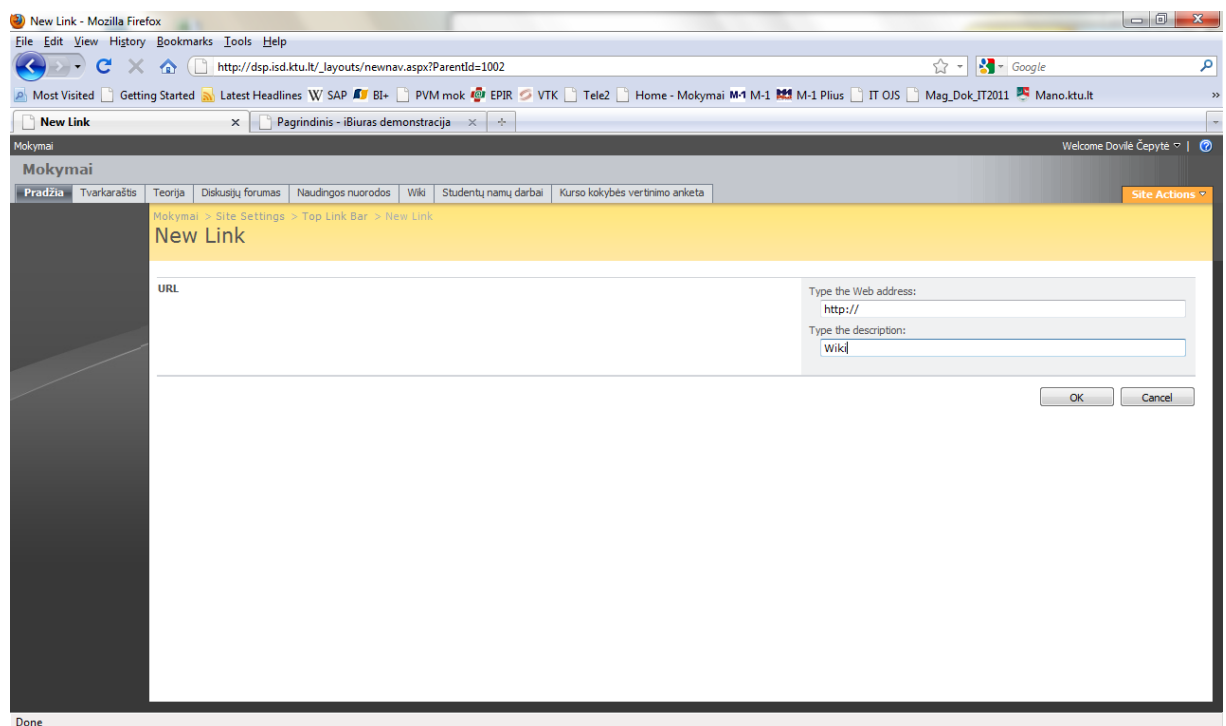 New Link - Mozilla Firefox
File Edit View History Bookmarks Tools Help
http://dsp.isd.ktu.lt/_layouts/newnav.aspx?ParentId=1002 Google
Most Visited Getting Started Latest Headlines SAP BI+ PVM mok EPIR VTK Tele2 Home - Mokymai M-1 M-1 M-1 Plius IT OJS Mag_Dok_IT2011 Mano.ktu.lt »
New Link Pagrindinis - iBiuras demonstracija
Mokymai Welcome Dovilė Čepytė
Mokymai
Pradžia Tvarkaraštis Teorija Diskusijų forumas Naudingos nuorodos Wiki Studentų namų darbai Kurso kokybės vertinimo anketa Site Actions
Mokymai > Site Settings > Top Link Bar > New Link
New Link
URL
Type the Web address:
http://
Type the description:
Wiki
OK Cancel
Done